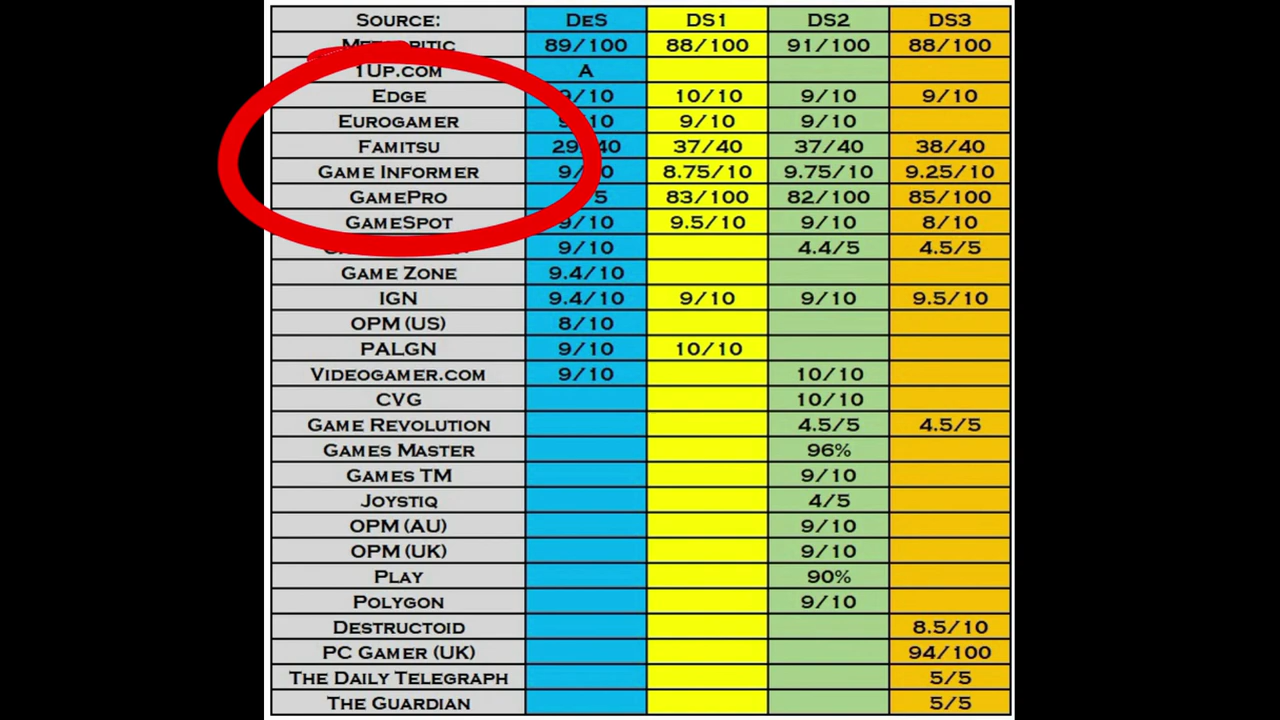 Source: DeS DS1 DS2 DS3
89/100 88/100 91/100 88/100
1Up.com A
Edge 9/10 10/10 9/10 9/10
Eurogamer 9/10 9/10 9/10
Famitsu 37/40 37/40 38/40
Game Informer 8.75/10 9.75/10 9.25/10
GamePro 83/100 82/100 85/100
GameSpot 9/10 9.5/10 9/10 8/10
9/10 4.4/5 4.5/5
Game Zone 9.4/10
IGN 9.4/10 9/10 9/10 9.5/10
OPM (US) 8/10
PALGN 9/10 10/10
Videogamer.com 9/10 10/10
CVG 10/10
Game Revolution 4.5/5 4.5/5
Games Master 96%
Games TM 9/10
Joystiq 4/5
OPM (AU) 9/10
OPM (UK) 9/10
Play 90%
Polygon 9/10
Destructoid 8.5/10
PC Gamer (UK) 94/100
The Daily Telegraph 5/5
The Guardian 5/5